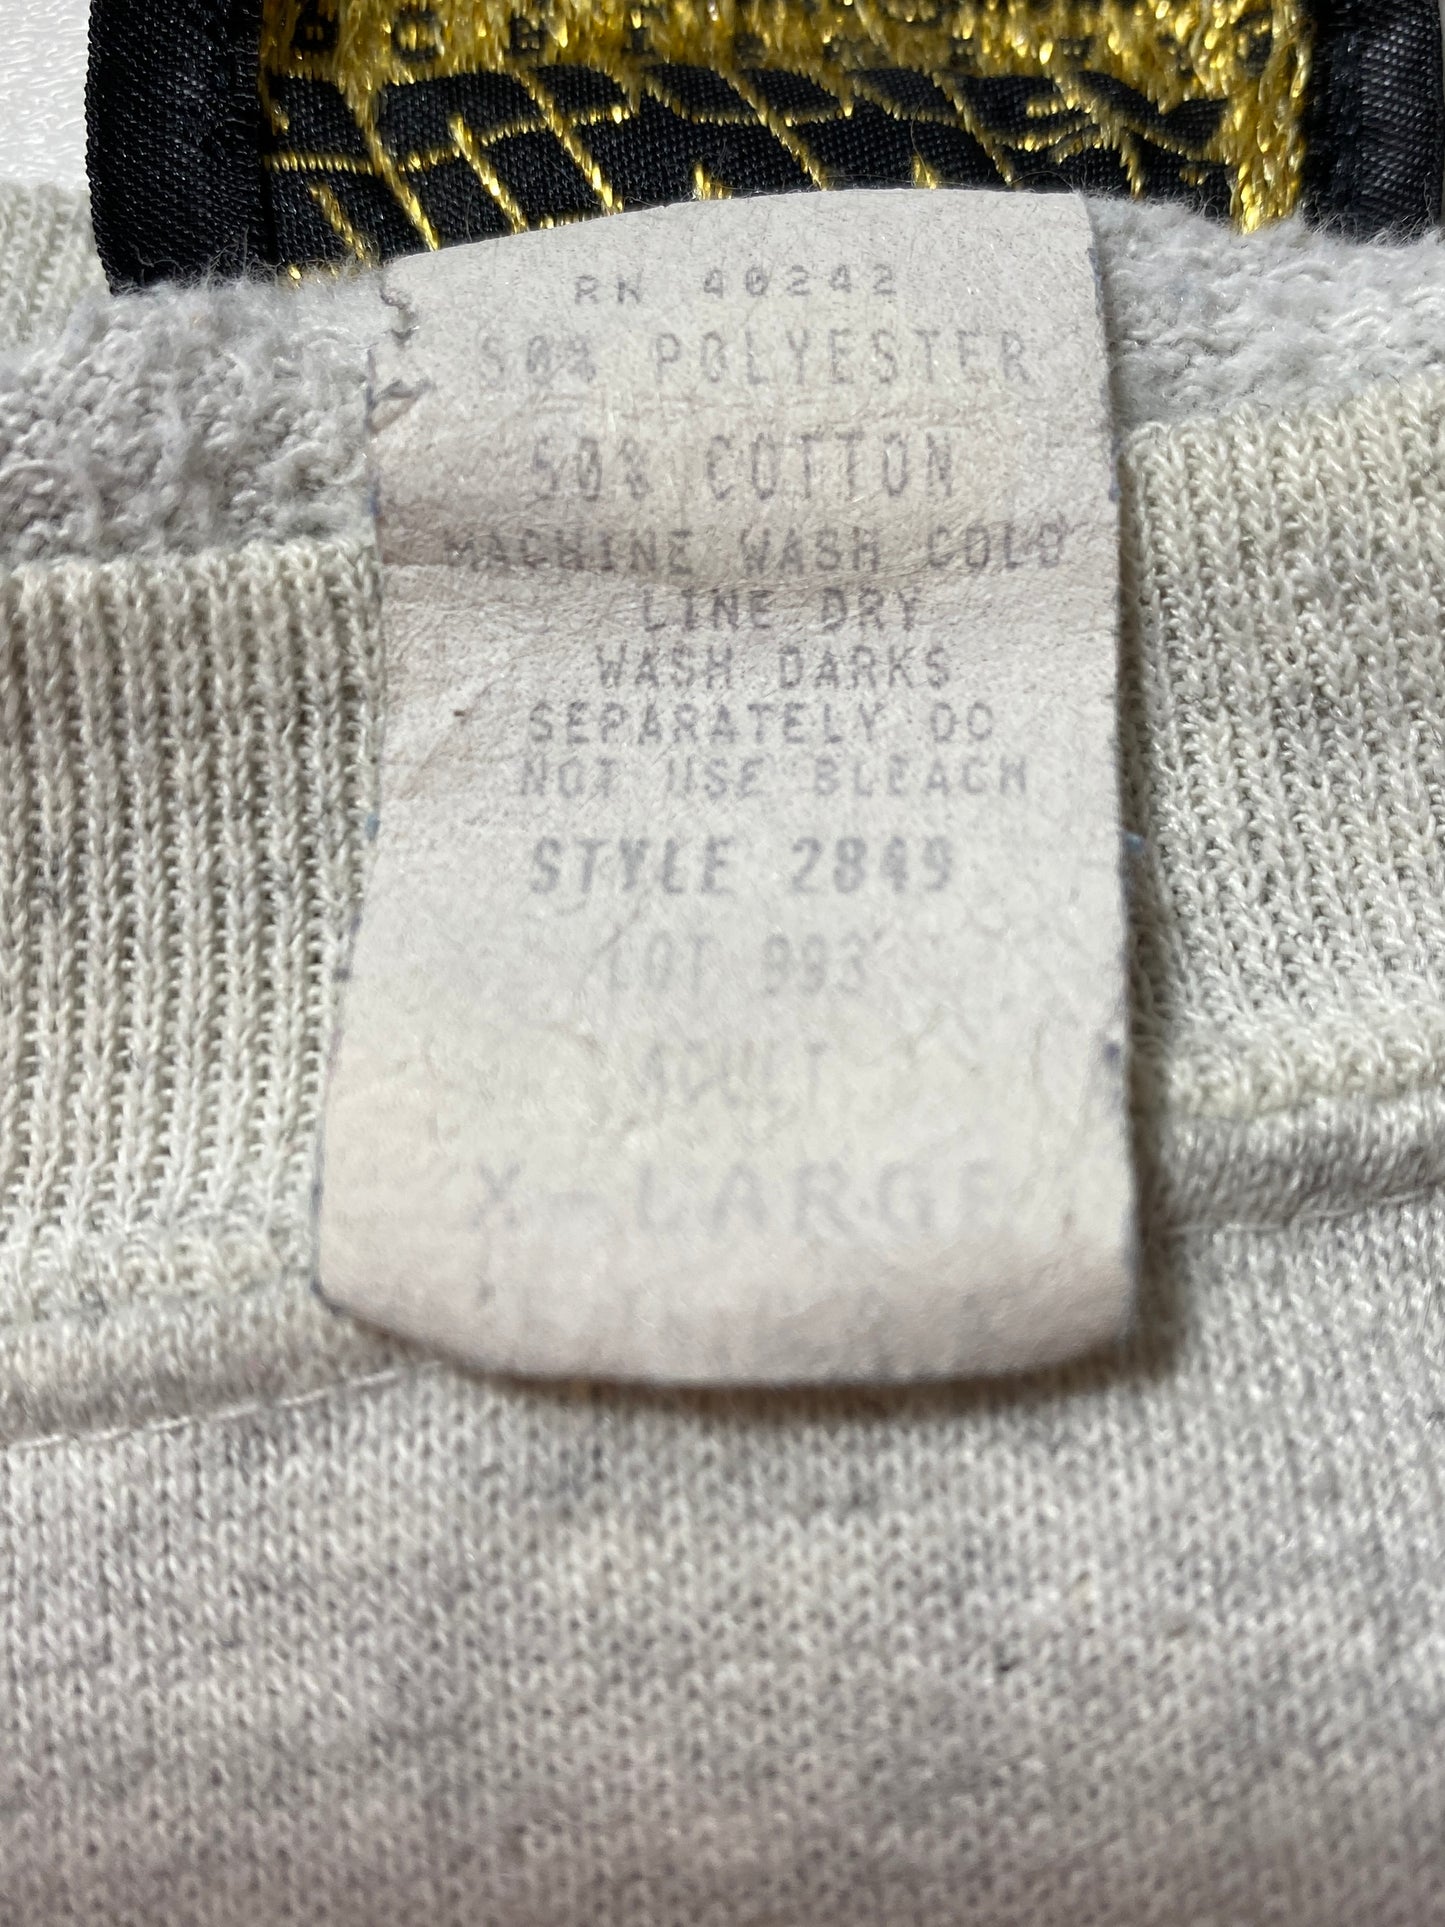 RN 40242
50% POLYESTER
50% COTTON
MACHINE WASH COLD
LINE DRY
WASH DARKS
SEPARATELY DO
NOT USE BLEACH
STYLE 2849
LOT 993
ADULT
X-LARGE